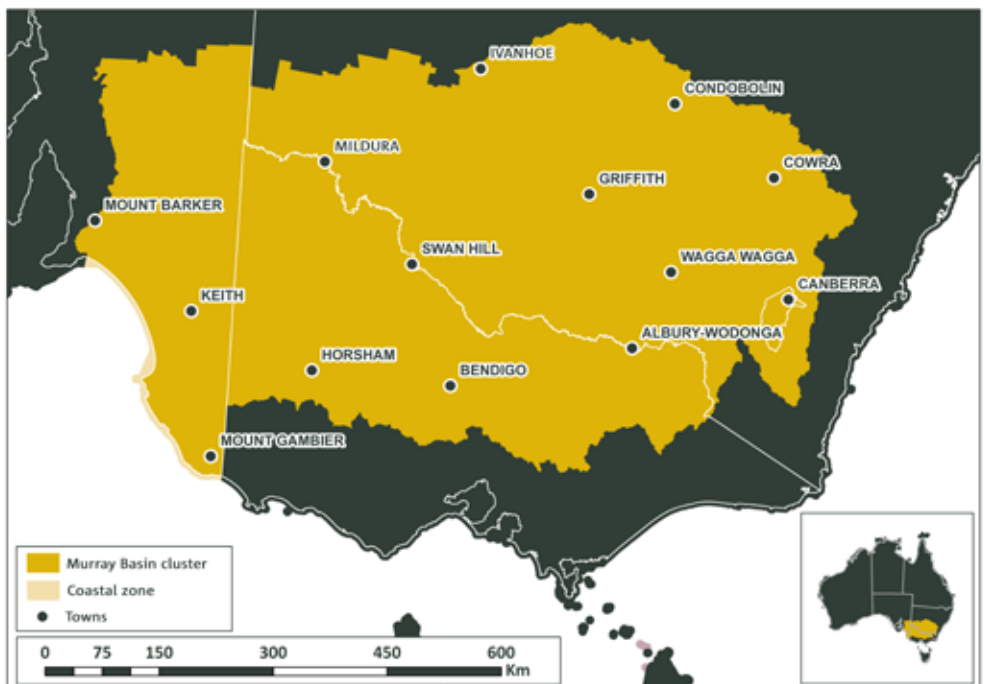 IVANHOE
CONDOBOLIN
MILDURA
COWRA
GRIFFITH
MOUNT BARKER
SWAN HILL
WAGGA WAGGA
CANBERRA
KEITH
ALBURY-WODONGA
HORSHAM
BENDIGO
MOUNT GAMBIER
Murray Basin cluster
Coastal zone
Towns
0 75 150 300 450 600
Km